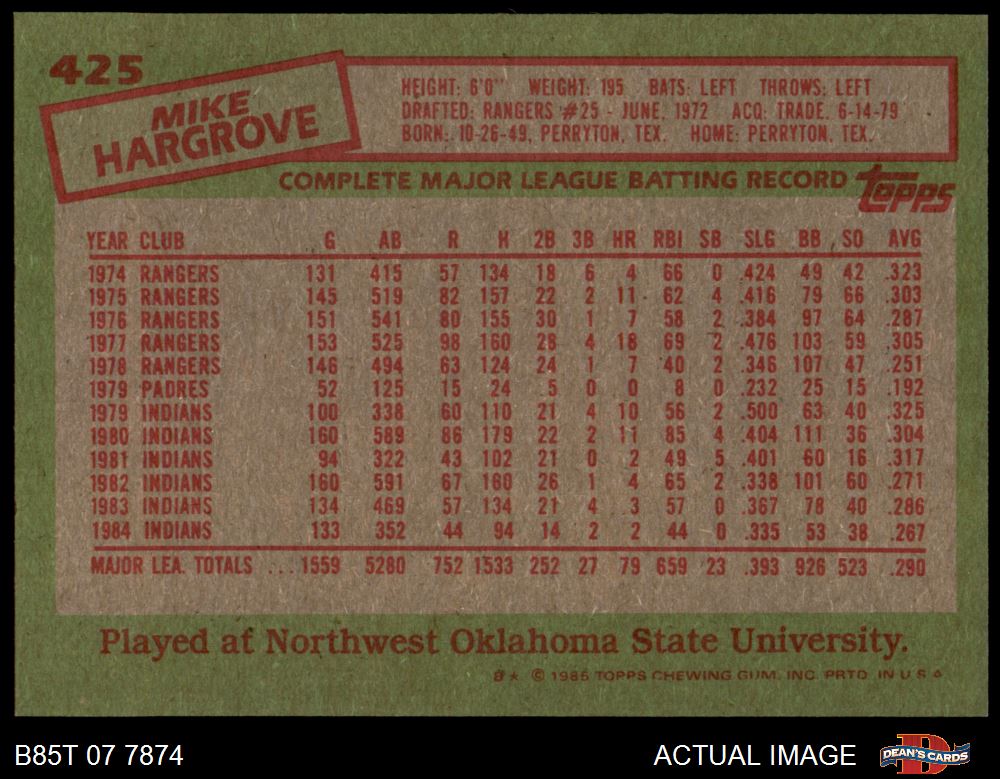 425
MIKE
HARGROVE
HEIGHT: 6'0" WEIGHT: 195 BATS: LEFT THROWS: LEFT
DRAFTED: RANGERS #25 - JUNE, 1972 ACQ: TRADE, 6-14-79
BORN: 10-26-49, PERRYTON, TEX. HOME: PERRYTON, TEX.
COMPLETE MAJOR LEAGUE BATTING RECORD topps
YEAR CLUB G AB R H 2B 3B HR RBI SB SLG BB SO AVG
1974 RANGERS 131 415 57 134 18 6 4 66 0 .424 49 42 .323
1975 RANGERS 145 519 82 157 22 2 11 62 4 .416 79 66 .303
1976 RANGERS 151 541 80 155 30 1 7 58 2 .384 97 64 .287
1977 RANGERS 153 525 98 160 28 4 18 69 2 .476 103 59 .305
1978 RANGERS 146 494 63 124 24 1 7 40 2 .346 107 47 .251
1979 PADRES 52 125 15 24 5 0 0 8 0 .232 25 15 .192
1979 INDIANS 100 338 60 110 21 4 10 56 2 .500 63 40 .325
1980 INDIANS 160 589 86 179 22 2 11 85 4 .404 111 36 .304
1981 INDIANS 94 322 43 102 21 0 2 49 5 .401 60 16 .317
1982 INDIANS 160 591 67 160 26 1 4 65 2 .338 101 60 .271
1983 INDIANS 134 469 57 134 21 4 3 57 0 .367 78 40 .286
1984 INDIANS 133 352 44 94 14 2 2 44 0 .335 53 38 .267
MAJOR LEA. TOTALS ... 1559 5280 752 1533 252 27 79 659 23 .393 926 523 .290
Played at Northwest Oklahoma State University.
B* © 1985 TOPPS CHEWING GUM, INC. PRTD. IN U.S.A.
B85T 07 7874 ACTUAL IMAGE DEAN'S CARDS